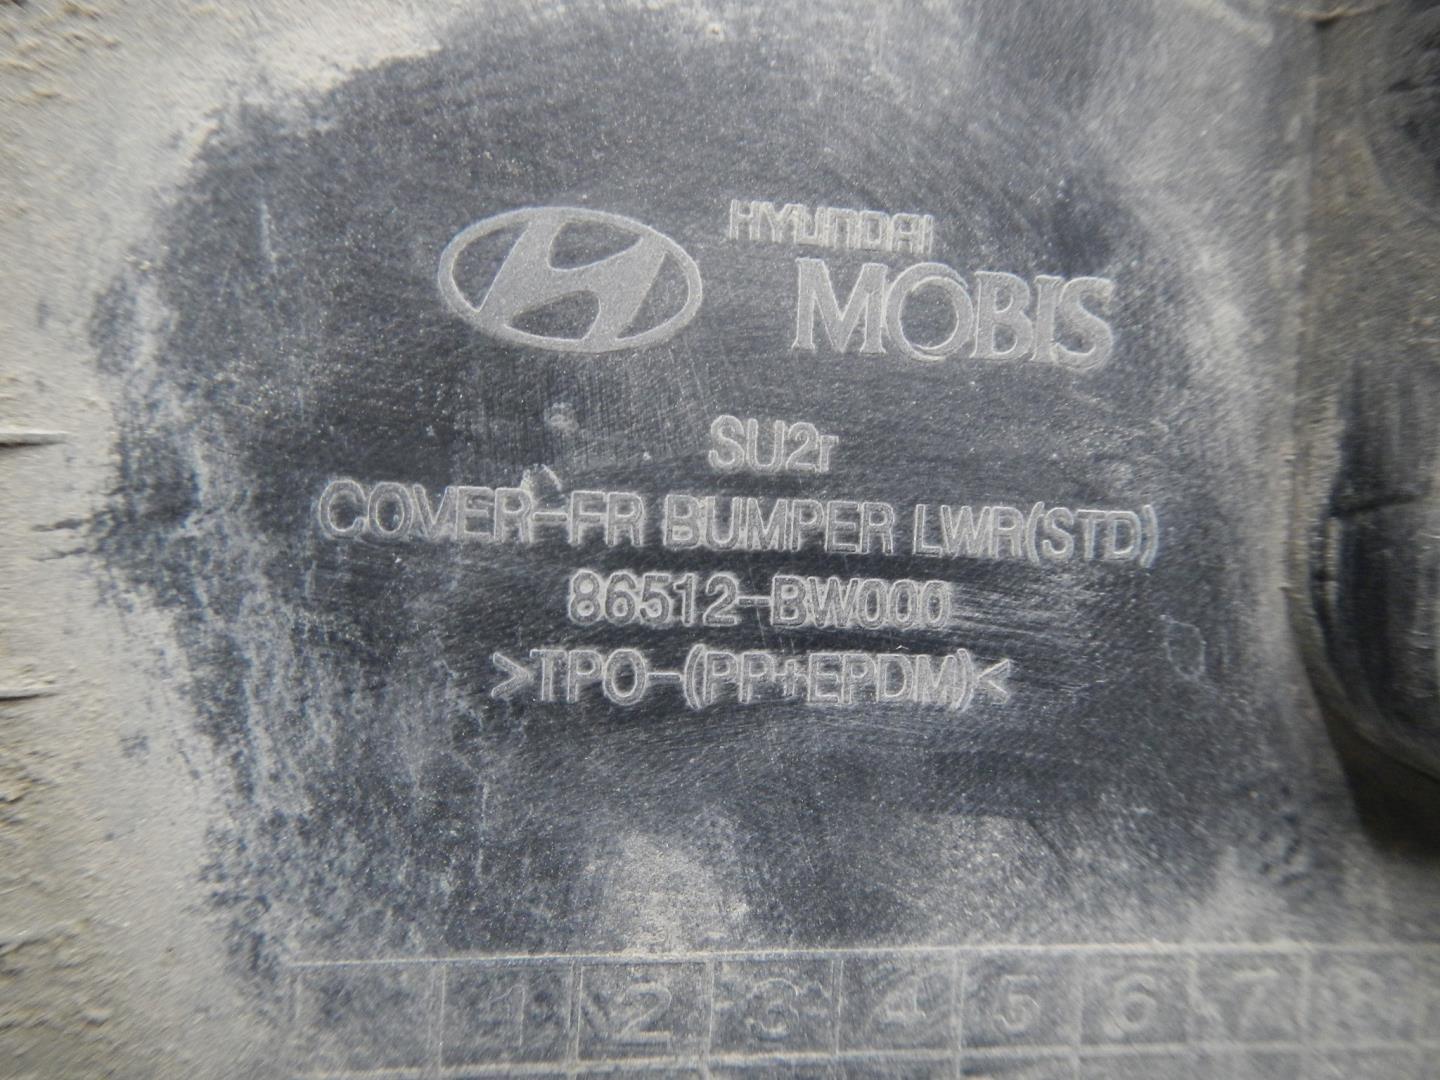 HYUNDAI
MOBIS
SU2r
COVER-FR BUMPER LWR(STD)
86512-BW000
>TPO-(PP+EPDM)<
1 2 3 4 5 6 7 8